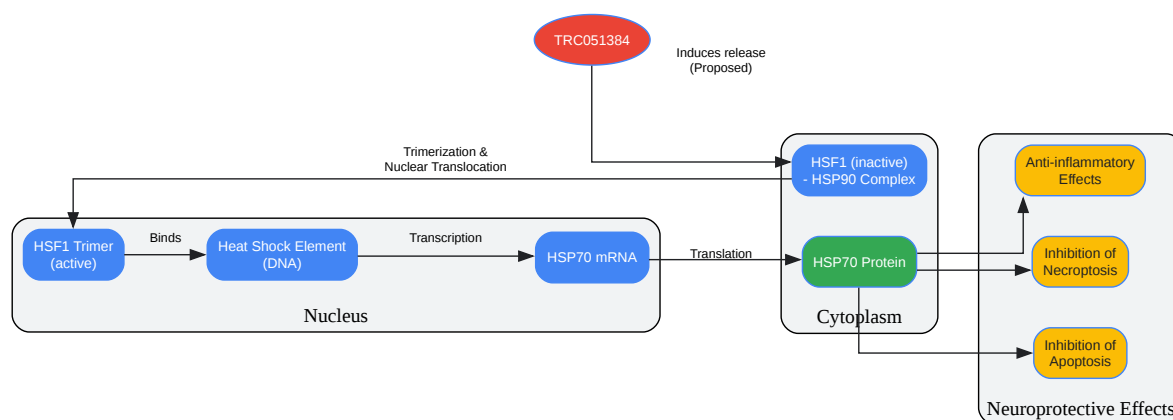 TRC051384
Induces release
(Proposed)
Trimerization &
Nuclear Translocation
HSF1 (inactive)
- HSP90 Complex
Anti-inflammatory
Effects
HSF1 Trimer
(active)
Binds
Heat Shock Element
(DNA)
Transcription
HSP70 mRNA
Translation
HSP70 Protein
Inhibition of
Necroptosis
Nucleus
Cytoplasm
Inhibition of
Apoptosis
Neuroprotective Effects